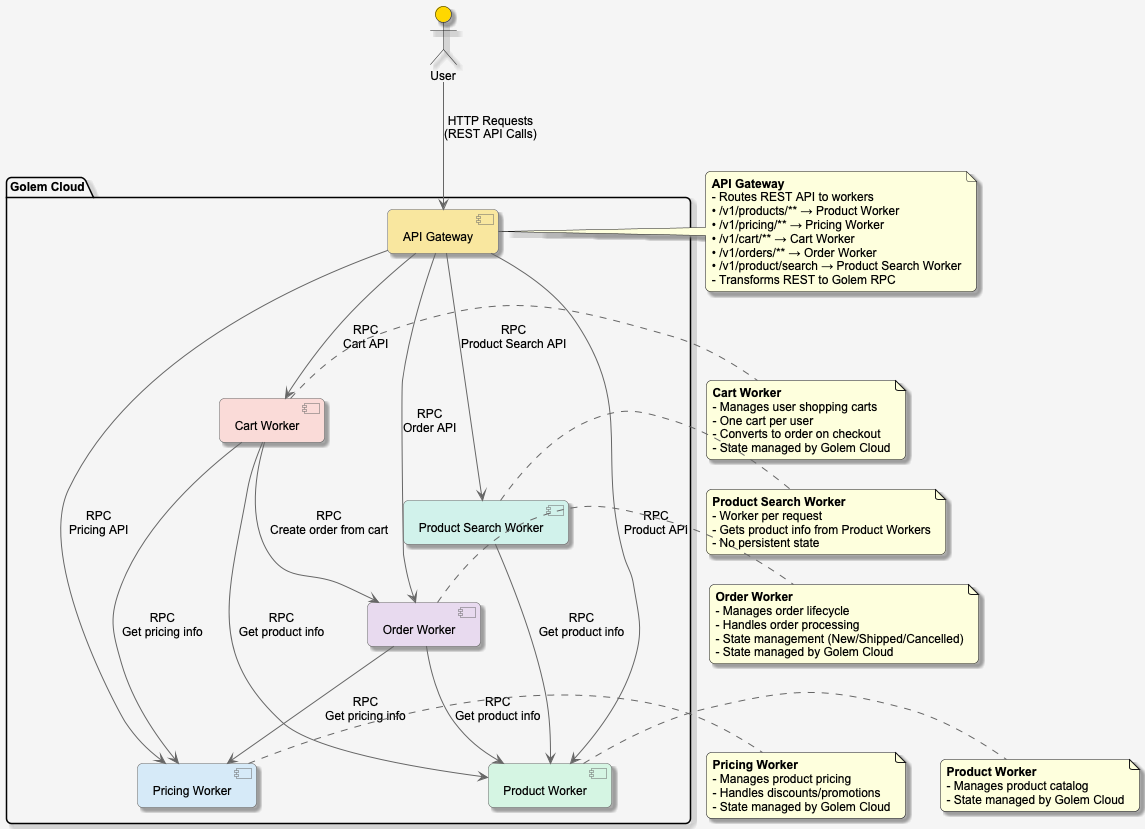 User
HTTP Requests
(REST API Calls)
Golem Cloud
API Gateway
API Gateway
- Routes REST API to workers
• /v1/products/** → Product Worker
• /v1/pricing/** → Pricing Worker
• /v1/cart/** → Cart Worker
• /v1/orders/** → Order Worker
• /v1/product/search → Product Search Worker
- Transforms REST to Golem RPC
RPC
Cart API
RPC
Product Search API
Cart Worker
- Manages user shopping carts
- One cart per user
- Converts to order on checkout
- State managed by Golem Cloud
Cart Worker
RPC
Order API
Product Search Worker
- Worker per request
- Gets product info from Product Workers
- No persistent state
RPC
Pricing API
RPC
Create order from cart
Product Search Worker
RPC
Product API
Order Worker
- Manages order lifecycle
- Handles order processing
- State management (New/Shipped/Cancelled)
- State managed by Golem Cloud
RPC
Get pricing info
RPC
Get product info
Order Worker
RPC
Get product info
RPC
Get pricing info
RPC
Get product info
Pricing Worker
Product Worker
Pricing Worker
- Manages product pricing
- Handles discounts/promotions
- State managed by Golem Cloud
Product Worker
- Manages product catalog
- State managed by Golem Cloud